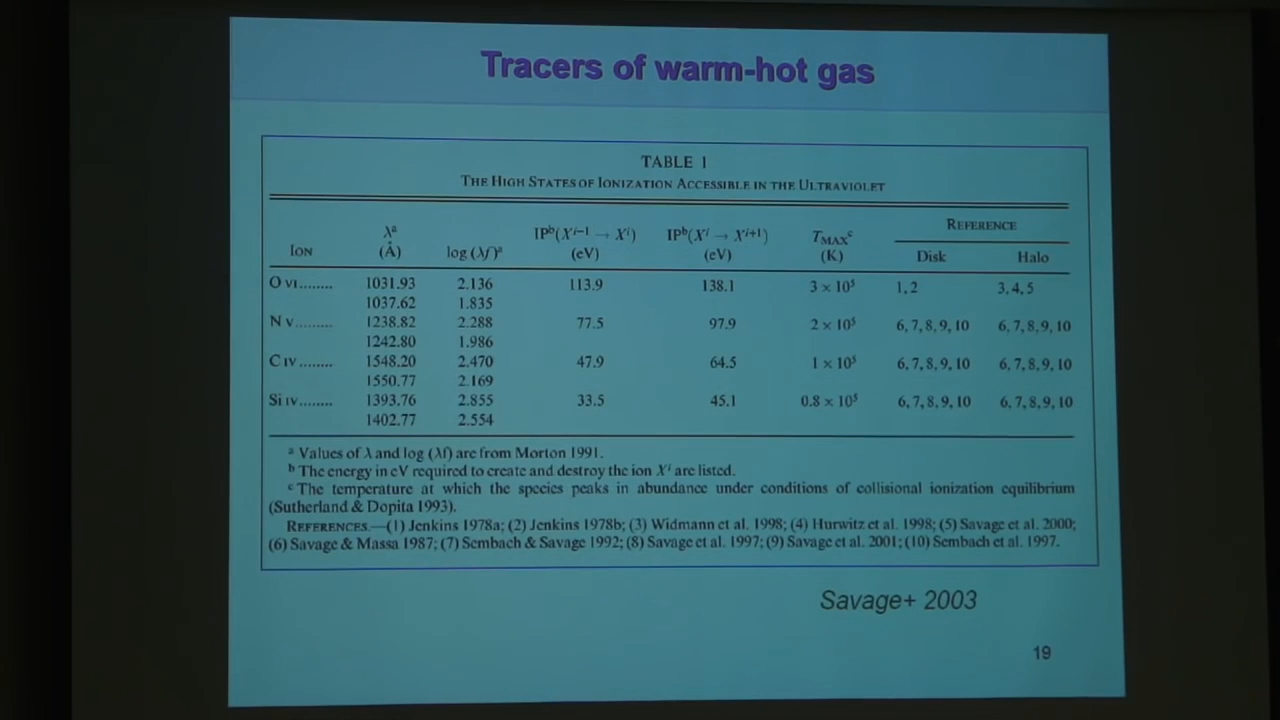 Tracers of warm-hot gas
TABLE 1
THE HIGH STATES OF IONIZATION ACCESSIBLE IN THE ULTRAVIOLET
REFERENCE
λᵃ IPᵇ(Xⁱ⁻¹ → Xⁱ) IPᵇ(Xⁱ → Xⁱ⁺¹) T_MAXᶜ
ION (Å) log (λf)ᵃ (eV) (eV) (K) Disk Halo
O VI........ 1031.93 2.136 113.9 138.1 3 × 10⁵ 1, 2 3, 4, 5
1037.62 1.835
N V......... 1238.82 2.288 77.5 97.9 2 × 10⁵ 6, 7, 8, 9, 10 6, 7, 8, 9, 10
1242.80 1.986
C IV........ 1548.20 2.470 47.9 64.5 1 × 10⁵ 6, 7, 8, 9, 10 6, 7, 8, 9, 10
1550.77 2.169
Si IV........ 1393.76 2.855 33.5 45.1 0.8 × 10⁵ 6, 7, 8, 9, 10 6, 7, 8, 9, 10
1402.77 2.554
ᵃ Values of λ and log (λf) are from Morton 1991.
ᵇ The energy in eV required to create and destroy the ion Xⁱ are listed.
ᶜ The temperature at which the species peaks in abundance under conditions of collisional ionization equilibrium
(Sutherland & Dopita 1993).
REFERENCES.—(1) Jenkins 1978a; (2) Jenkins 1978b; (3) Widmann et al. 1998; (4) Hurwitz et al. 1998; (5) Savage et al. 2000;
(6) Savage & Massa 1987; (7) Sembach & Savage 1992; (8) Savage et al. 1997; (9) Savage et al. 2001; (10) Sembach et al. 1997.
Savage+ 2003
19